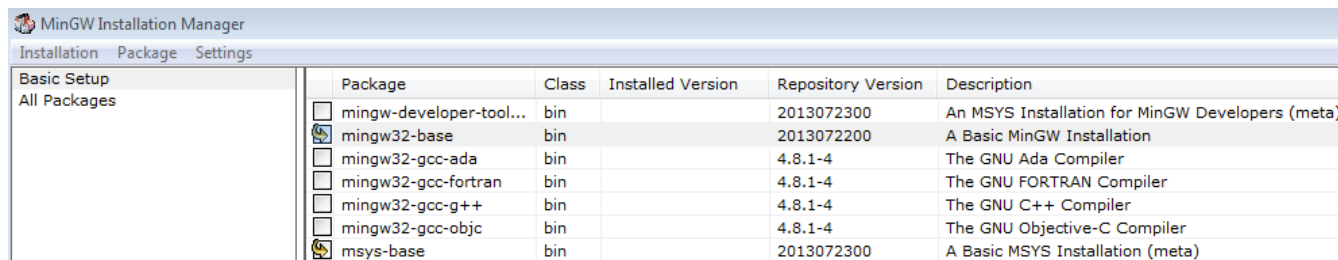 MinGW Installation Manager
Installation Package Settings
Basic Setup
All Packages
Package Class Installed Version Repository Version Description
mingw-developer-tool... bin 2013072300 An MSYS Installation for MinGW Developers (meta)
mingw32-base bin 2013072200 A Basic MinGW Installation
mingw32-gcc-ada bin 4.8.1-4 The GNU Ada Compiler
mingw32-gcc-fortran bin 4.8.1-4 The GNU FORTRAN Compiler
mingw32-gcc-g++ bin 4.8.1-4 The GNU C++ Compiler
mingw32-gcc-objc bin 4.8.1-4 The GNU Objective-C Compiler
msys-base bin 2013072300 A Basic MSYS Installation (meta)